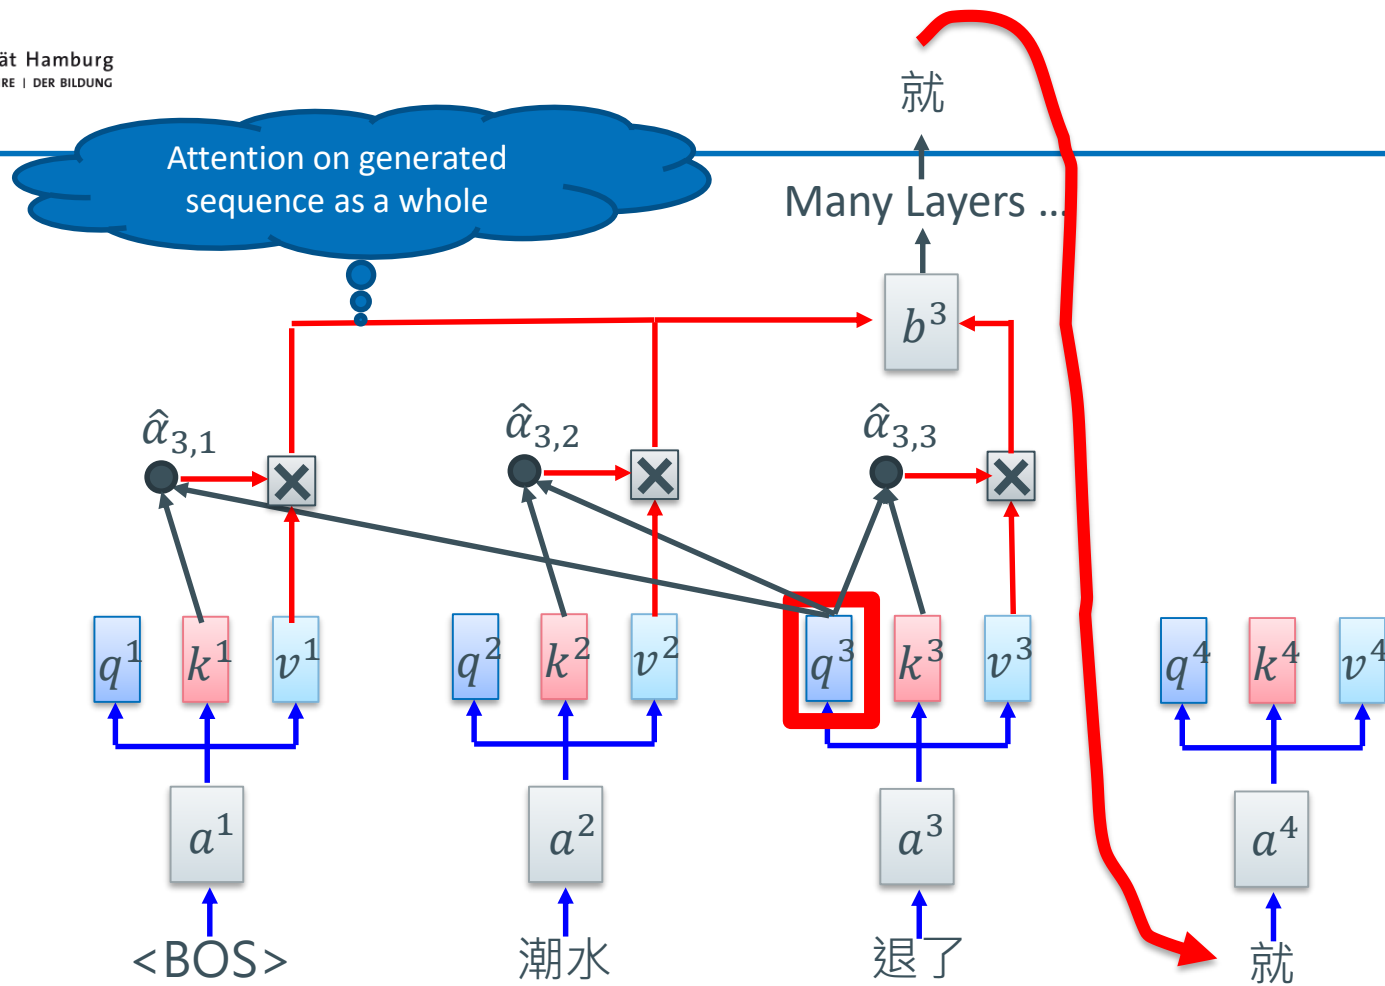 ät Hamburg
RE | DER BILDUNG
就
Attention on generated
sequence as a whole
Many Layers ...
b³
α̂₃,₁
α̂₃,₂
α̂₃,₃
q¹ k¹ v¹ q² k² v² q³ k³ v³ q⁴ k⁴ v⁴
a¹ a² a³ a⁴
<BOS> 潮水 退了 就